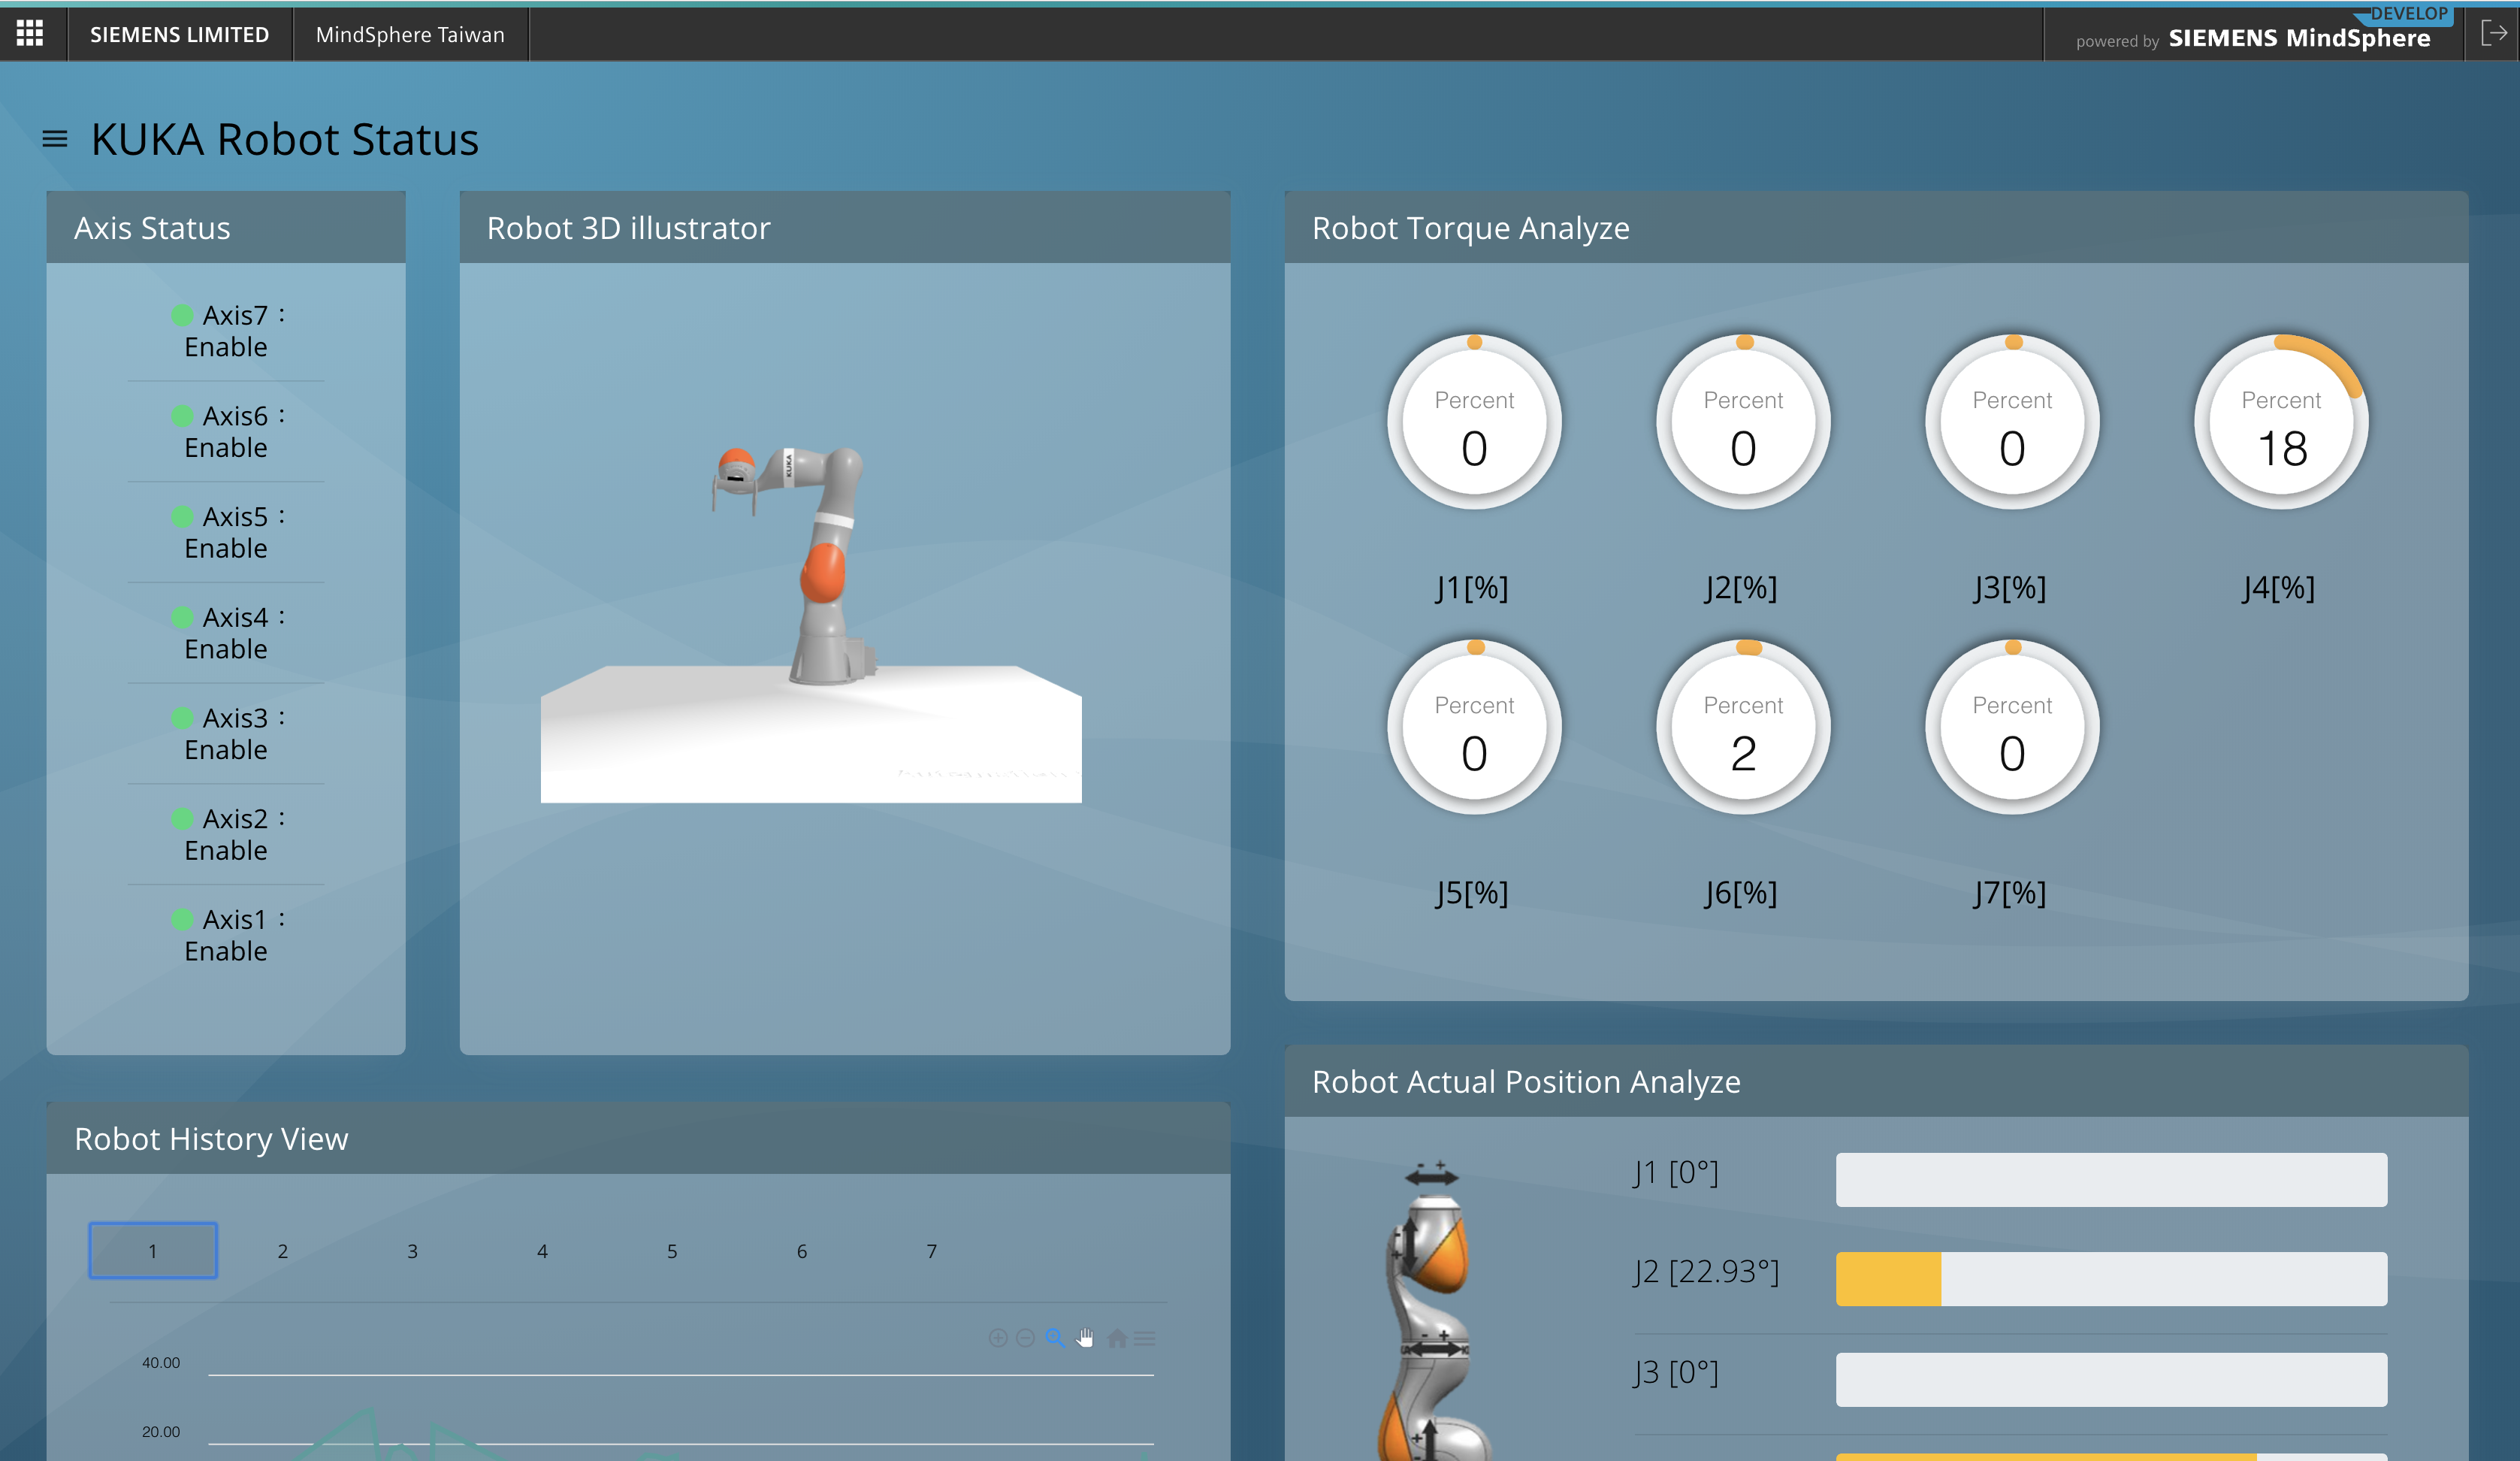 SIEMENS LIMITED
MindSphere Taiwan
DEVELOP
powered by SIEMENS MindSphere
KUKA Robot Status
Axis Status
Axis7 :
Enable
Axis6 :
Enable
Axis5 :
Enable
Axis4 :
Enable
Axis3 :
Enable
Axis2 :
Enable
Axis1 :
Enable
Robot 3D illustrator
KUKA
Robot Torque Analyze
Percent
0
J1[%]
Percent
0
J2[%]
Percent
0
J3[%]
Percent
18
J4[%]
Percent
0
J5[%]
Percent
2
J6[%]
Percent
0
J7[%]
Robot History View
1 2 3 4 5 6 7
40.00
20.00
Robot Actual Position Analyze
- +
+
- +
+
J1 [0°]
J2 [22.93°]
J3 [0°]